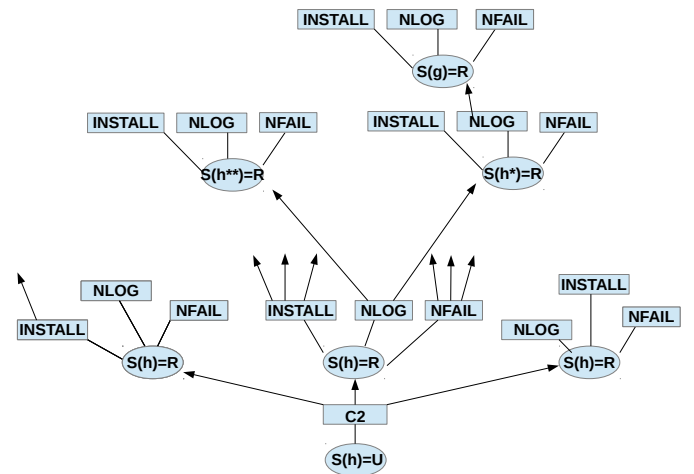 INSTALL NLOG NFAIL
S(g)=R
INSTALL NLOG NFAIL INSTALL NLOG NFAIL
S(h**)=R S(h*)=R
INSTALL
NLOG
NFAIL INSTALL NLOG NFAIL
NFAIL
INSTALL NLOG
S(h)=R S(h)=R S(h)=R
C2
S(h)=U